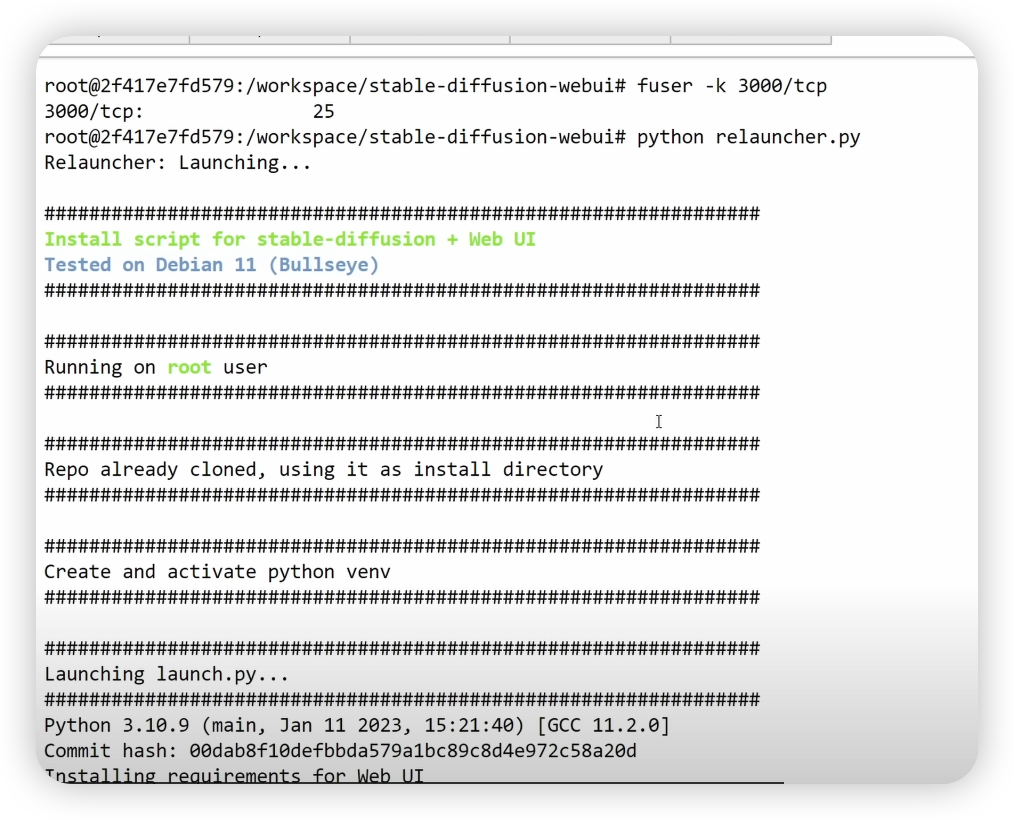 root@2f417e7fd579:/workspace/stable-diffusion-webui# fuser -k 3000/tcp
3000/tcp:               25
root@2f417e7fd579:/workspace/stable-diffusion-webui# python relauncher.py
Relauncher: Launching...
################################################################
Install script for stable-diffusion + Web UI
Tested on Debian 11 (Bullseye)
################################################################
################################################################
Running on root user
################################################################
################################################################
Repo already cloned, using it as install directory
################################################################
################################################################
Create and activate python venv
################################################################
################################################################
Launching launch.py...
################################################################
Python 3.10.9 (main, Jan 11 2023, 15:21:40) [GCC 11.2.0]
Commit hash: 00dab8f10defbbda579a1bc89c8d4e972c58a20d
Installing requirements for Web UI